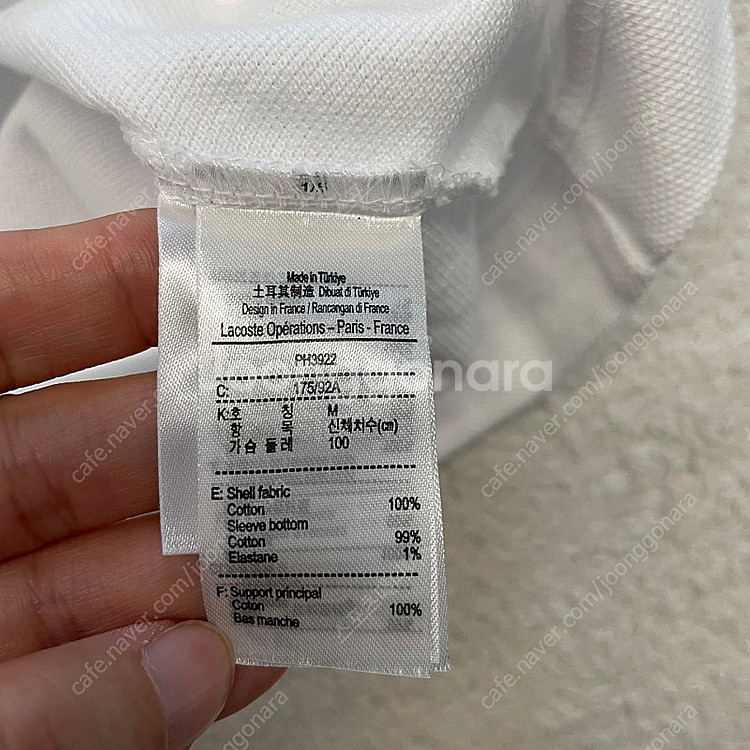 Made in Türkiye
土耳其制造 Dibuat di Türkiye
Design in France / Rancangan di France
Lacoste Opérations – Paris - France
PH3922
C: 175/92A
K: 호 칭 M
항 목 신체치수(cm)
가슴 둘레 100
E: Shell fabric
Cotton 100%
Sleeve bottom
Cotton 99%
Elastane 1%
F: Support principal
Coton 100%
Bas manche
joonggonara
cafe.naver.com/joonggonara